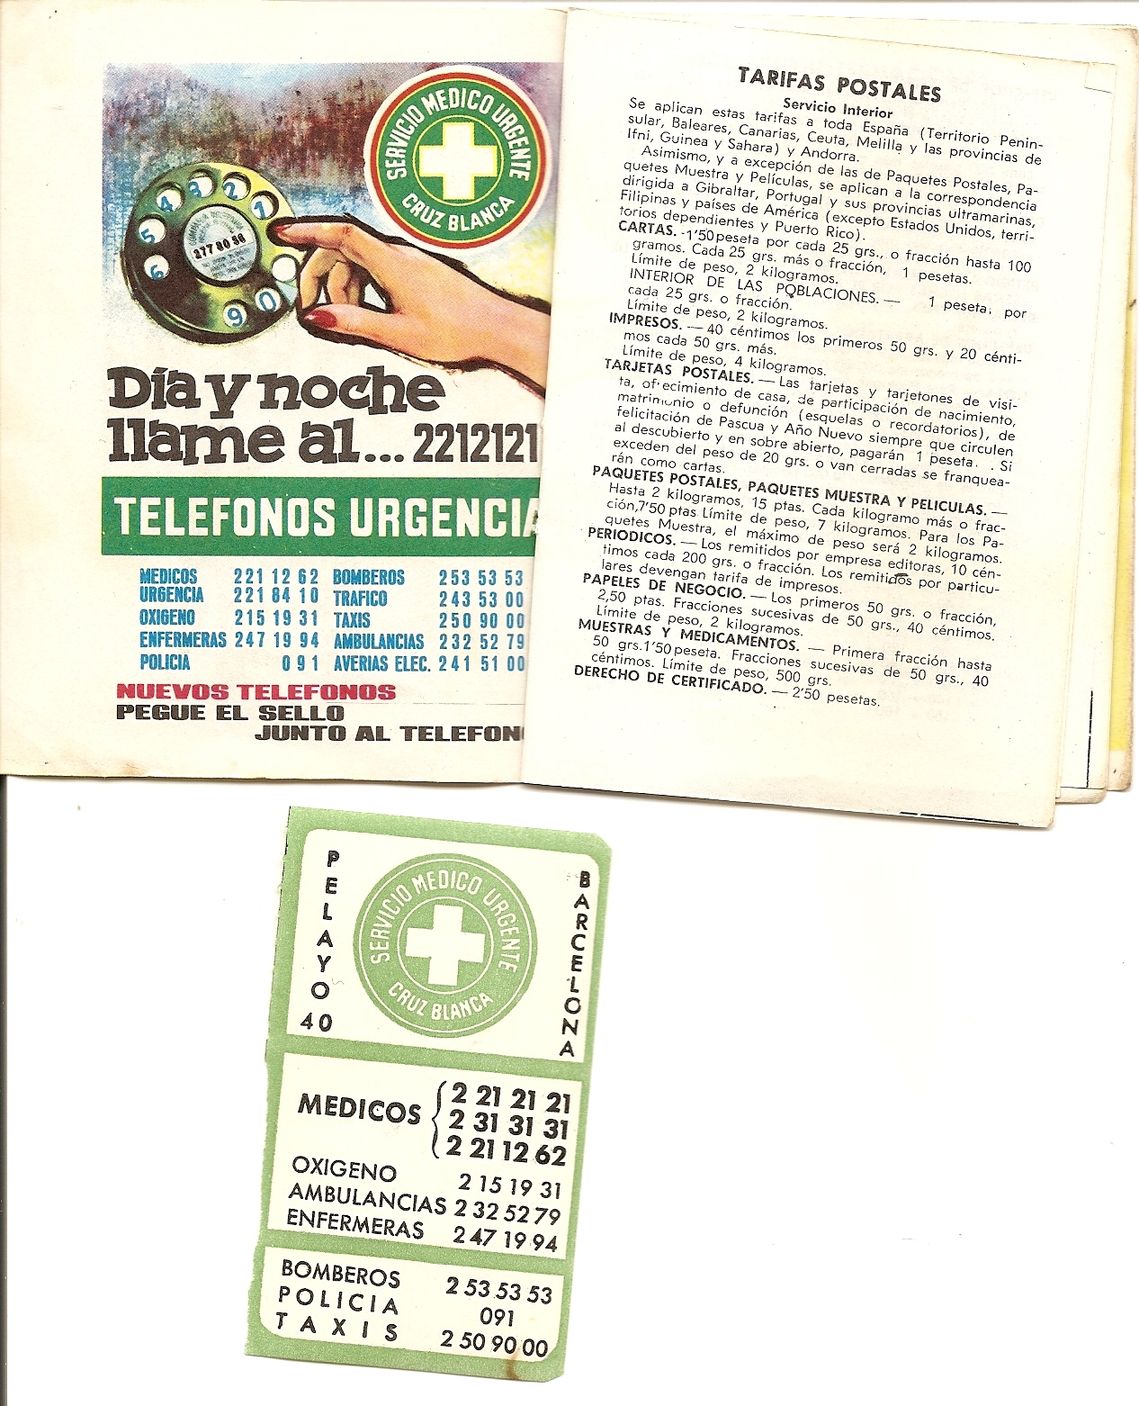 SERVICIO MEDICO URGENTE
CRUZ BLANCA
1
2
3
4
5
6
9
0
277 80 98
Día y noche
llame al... 2212121
TELEFONOS URGENCIA
MEDICOS 221 12 62 BOMBEROS 253 53 53
URGENCIA 221 84 10 TRAFICO 243 53 00
OXIGENO 215 19 31 TAXIS 250 90 00
ENFERMERAS 247 19 94 AMBULANCIAS 232 52 79
POLICIA 091 AVERIAS ELEC. 241 51 00
NUEVOS TELEFONOS
PEGUE EL SELLO
JUNTO AL TELEFON
TARIFAS POSTALES
Servicio Interior
Se aplican estas tarifas a toda España (Territorio Penin-
sular, Baleares, Canarias, Ceuta, Melilla y las provincias de
Ifni, Guinea y Sahara) y Andorra.
Asimismo, y a excepción de las de Paquetes Postales, Pa-
quetes Muestra y Películas, se aplican a la correspondencia
dirigida a Gibraltar, Portugal y sus provincias ultramarinas,
Filipinas y países de América (excepto Estados Unidos, terri-
torios dependientes y Puerto Rico).
CARTAS. -1'50 peseta por cada 25 grs., o fracción hasta 100
gramos. Cada 25 grs. más o fracción, 1 pesetas.
Límite de peso, 2 kilogramos.
INTERIOR DE LAS POBLACIONES. — 1 peseta, por
cada 25 grs. o fracción.
Límite de peso, 2 kilogramos.
IMPRESOS. — 40 céntimos los primeros 50 grs. y 20 cénti-
mos cada 50 grs. más.
Límite de peso, 4 kilogramos.
TARJETAS POSTALES. — Las tarjetas y tarjetones de visi-
ta, ofrecimiento de casa, de participación de nacimiento,
matrimonio o defunción (esquelas o recordatorios), de
felicitación de Pascua y Año Nuevo siempre que circulen
al descubierto y en sobre abierto, pagarán 1 peseta. . Si
exceden del peso de 20 grs. o van cerradas se franquea-
rán como cartas.
PAQUETES POSTALES, PAQUETES MUESTRA Y PELICULAS. —
Hasta 2 kilogramos, 15 ptas. Cada kilogramo más o frac-
ción, 7'50 ptas Límite de peso, 7 kilogramos. Para los Pa-
quetes Muestra, el máximo de peso será 2 kilogramos.
PERIODICOS. — Los remitidos por empresa editoras, 10 cén-
timos cada 200 grs. o fracción. Los remitidos por particu-
lares devengan tarifa de impresos.
PAPELES DE NEGOCIO. — Los primeros 50 grs. o fracción,
2,50 ptas. Fracciones sucesivas de 50 grs., 40 céntimos.
Límite de peso, 2 kilogramos.
MUESTRAS Y MEDICAMENTOS. — Primera fracción hasta
50 grs. 1'50 peseta. Fracciones sucesivas de 50 grs., 40
céntimos. Límite de peso, 500 grs.
DERECHO DE CERTIFICADO. — 2'50 pesetas.
PELAYO 40
SERVICIO MEDICO URGENTE
CRUZ BLANCA
BARCELONA
MEDICOS 2 21 21 21
2 31 31 31
2 21 12 62
OXIGENO 2 15 19 31
AMBULANCIAS 2 32 52 79
ENFERMERAS 2 47 19 94
BOMBEROS 2 53 53 53
POLICIA 091
TAXIS 2 50 90 00